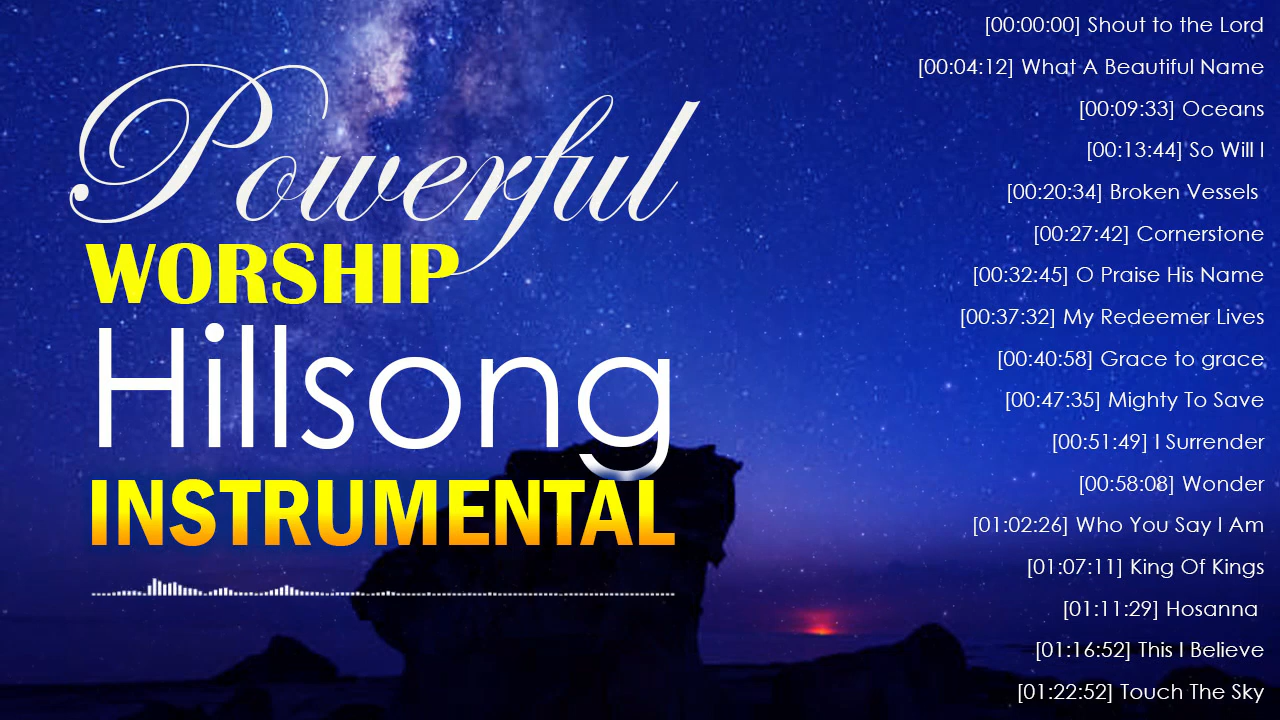 Powerful
WORSHIP
Hillsong
INSTRUMENTAL
[00:00:00] Shout to the Lord
[00:04:12] What A Beautiful Name
[00:09:33] Oceans
[00:13:44] So Will I
[00:20:34] Broken Vessels
[00:27:42] Cornerstone
[00:32:45] O Praise His Name
[00:37:32] My Redeemer Lives
[00:40:58] Grace to grace
[00:47:35] Mighty To Save
[00:51:49] I Surrender
[00:58:08] Wonder
[01:02:26] Who You Say I Am
[01:07:11] King Of Kings
[01:11:29] Hosanna
[01:16:52] This I Believe
[01:22:52] Touch The Sky